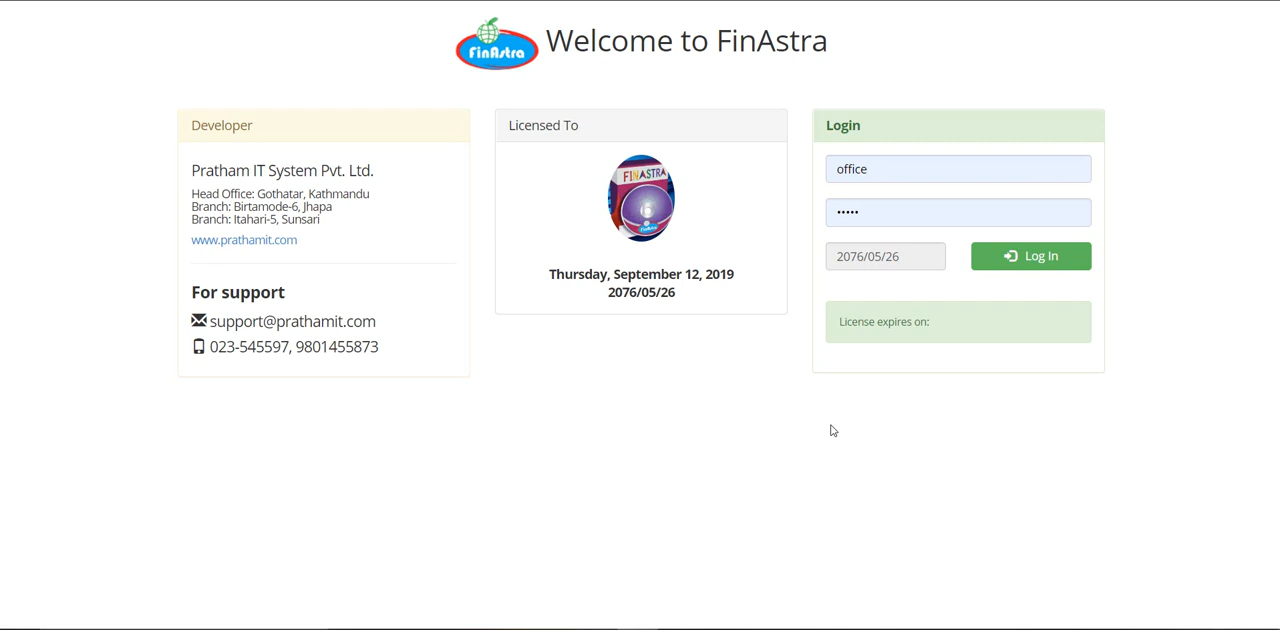 FinAstra
Welcome to FinAstra
Developer
Pratham IT System Pvt. Ltd.
Head Office: Gothatar, Kathmandu
Branch: Birtamode-6, Jhapa
Branch: Itahari-5, Sunsari
www.prathamit.com
For support
support@prathamit.com
023-545597, 9801455873
Licensed To
FINASTRA
FinAstra
Thursday, September 12, 2019
2076/05/26
Login
office
•••••
2076/05/26
Log In
License expires on: